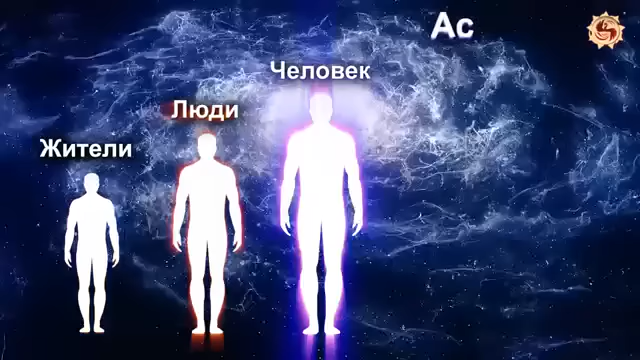 Ас
Человек
Люди
Жители